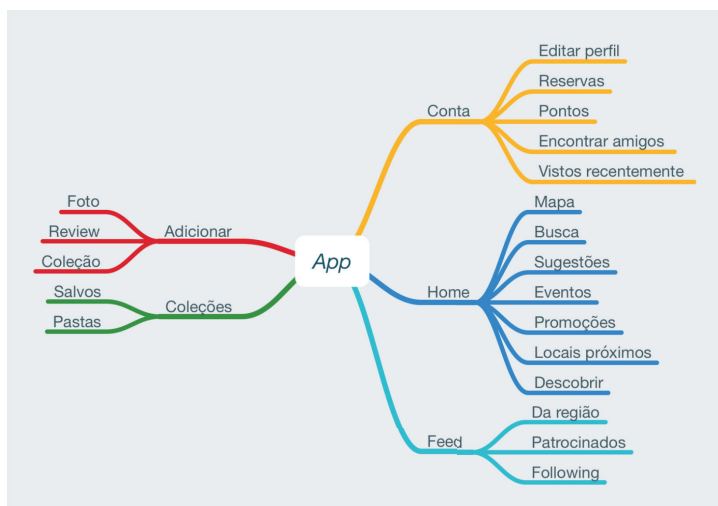 App
Conta
Editar perfil
Reservas
Pontos
Encontrar amigos
Vistos recentemente
Home
Mapa
Busca
Sugestões
Eventos
Promoções
Locais próximos
Descobrir
Feed
Da região
Patrocinados
Following
Adicionar
Foto
Review
Coleção
Coleções
Salvos
Pastas